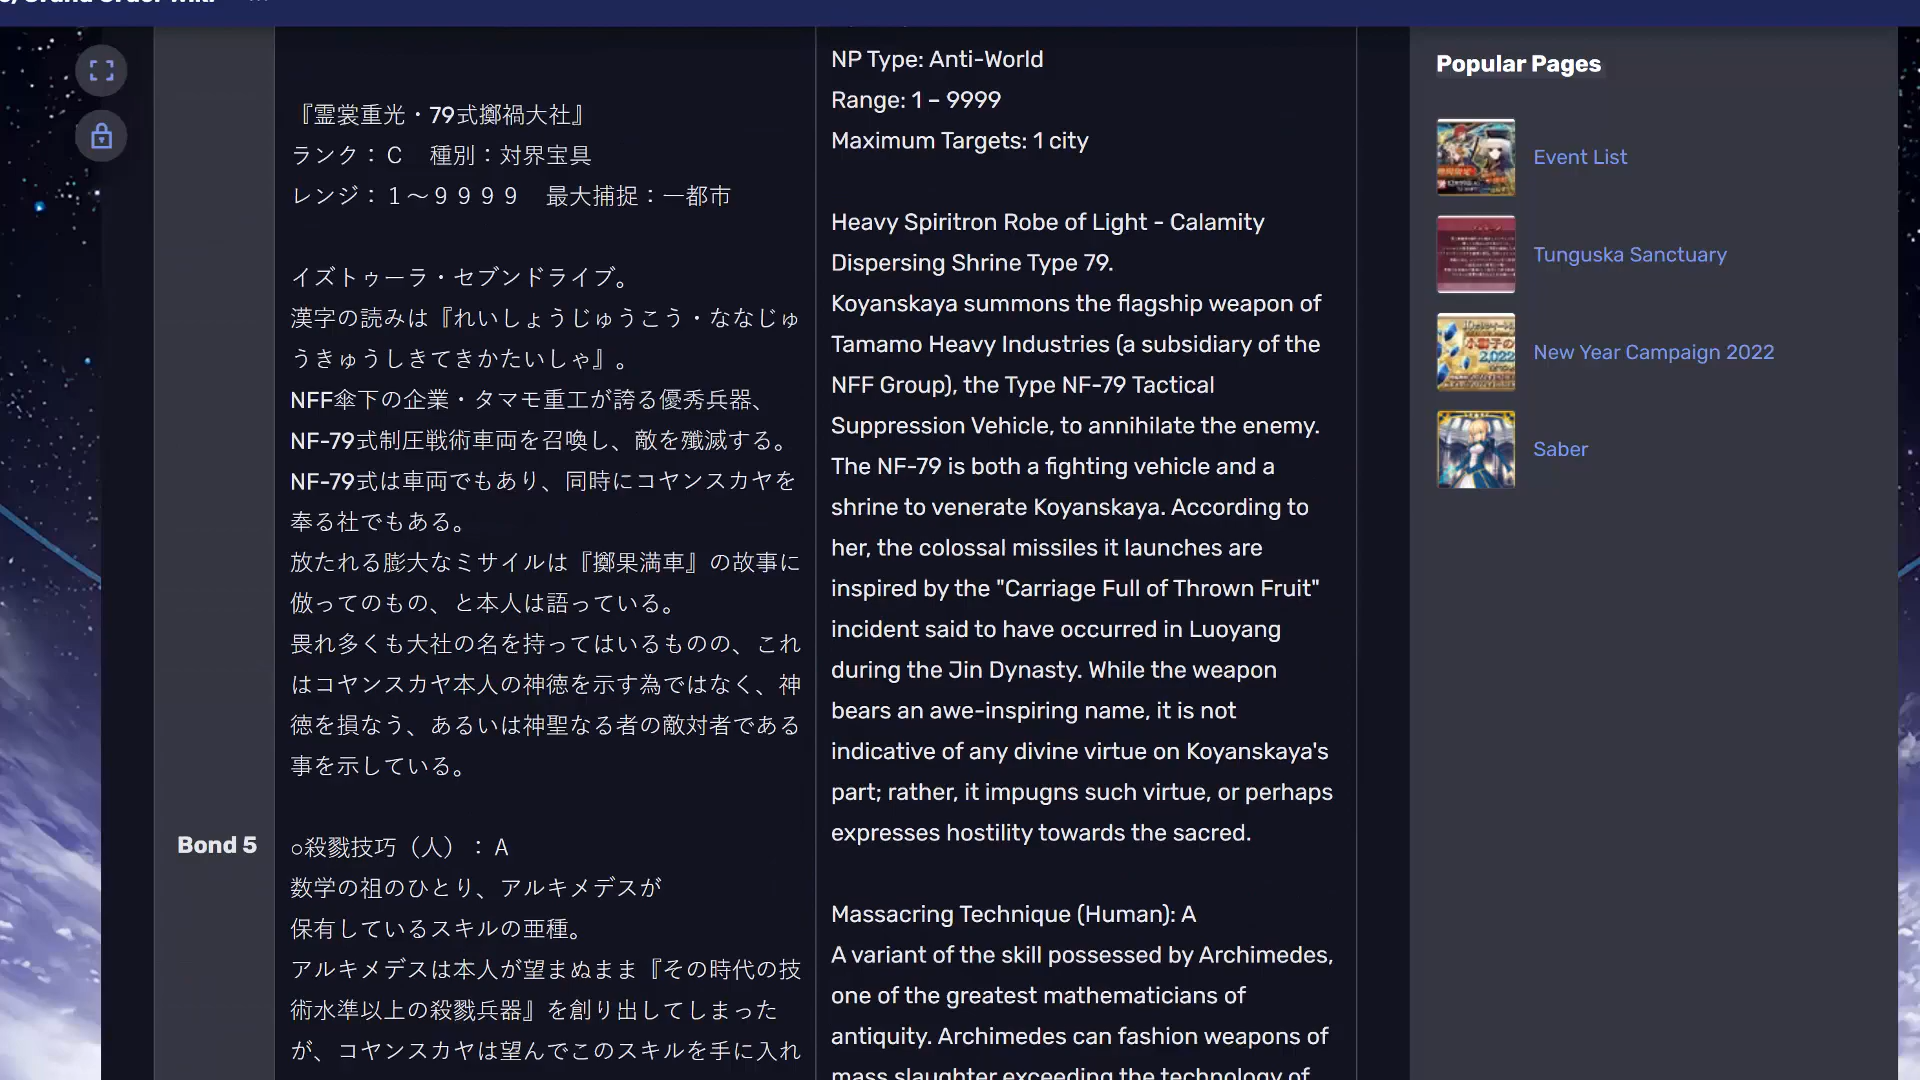 『霊裳重光・79式擲禍大社』
ランク：Ｃ　種別：対界宝具
レンジ：１～９９９９　最大捕捉：一都市
イズトゥーラ・セブンドライブ。
漢字の読みは『れいしょうじゅうこう・ななじゅ
うきゅうしきてきかたいしゃ』。
NFF傘下の企業・タマモ重工が誇る優秀兵器、
NF-79式制圧戦術車両を召喚し、敵を殲滅する。
NF-79式は車両でもあり、同時にコヤンスカヤを
奉る社でもある。
放たれる膨大なミサイルは『擲果満車』の故事に
倣ってのもの、と本人は語っている。
畏れ多くも大社の名を持ってはいるものの、これ
はコヤンスカヤ本人の神徳を示す為ではなく、神
徳を損なう、あるいは神聖なる者の敵対者である
事を示している。
Bond 5
○殺戮技巧（人）：Ａ
数学の祖のひとり、アルキメデスが
保有しているスキルの亜種。
アルキメデスは本人が望まぬまま『その時代の技
術水準以上の殺戮兵器』を創り出してしまった
が、コヤンスカヤは望んでこのスキルを手に入れ
NP Type: Anti-World
Range: 1 – 9999
Maximum Targets: 1 city
Heavy Spiritron Robe of Light - Calamity
Dispersing Shrine Type 79.
Koyanskaya summons the flagship weapon of
Tamamo Heavy Industries (a subsidiary of the
NFF Group), the Type NF-79 Tactical
Suppression Vehicle, to annihilate the enemy.
The NF-79 is both a fighting vehicle and a
shrine to venerate Koyanskaya. According to
her, the colossal missiles it launches are
inspired by the "Carriage Full of Thrown Fruit"
incident said to have occurred in Luoyang
during the Jin Dynasty. While the weapon
bears an awe-inspiring name, it is not
indicative of any divine virtue on Koyanskaya's
part; rather, it impugns such virtue, or perhaps
expresses hostility towards the sacred.
Massacring Technique (Human): A
A variant of the skill possessed by Archimedes,
one of the greatest mathematicians of
antiquity. Archimedes can fashion weapons of
mass slaughter exceeding the technology of
Popular Pages
Event List
Tunguska Sanctuary
New Year Campaign 2022
Saber